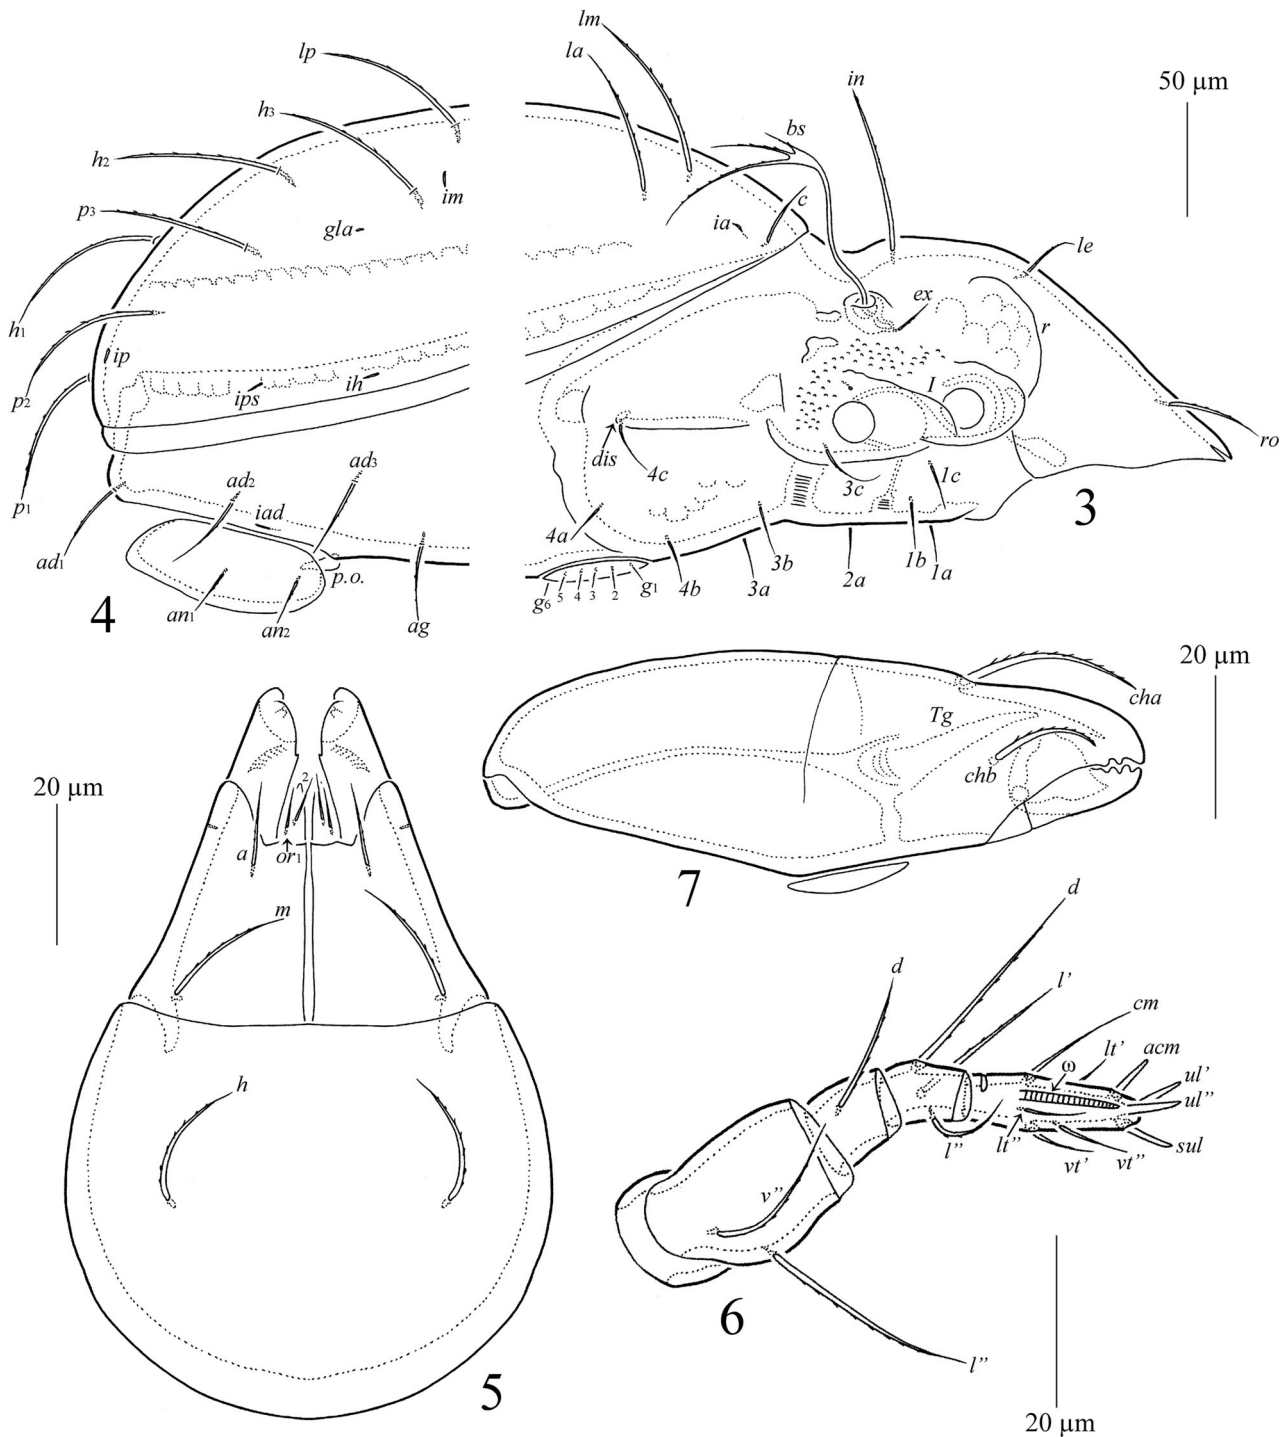 lp
h3
h2
p3
im
gla
h1
ip
p2
ips
ih
p1
ad3
ad2
iad
ad1
p.o.
an1
an2
ag
4
lm
la
in
50 μm
bs
c
ia
le
ex
r
I
ro
dis
4c
3c
1c
3
4a
3b
1b
4b
3a
2a
1a
g6 5 4 3 2 g1
20 μm
cha
Tg
chb
7
20 μm
2
a
or1
m
h
5
d
d
l’
cm
lt’
acm
ω
ul’
ul”
l”
lt”
vt’
vt”
sul
v”
l”
6
20 μm